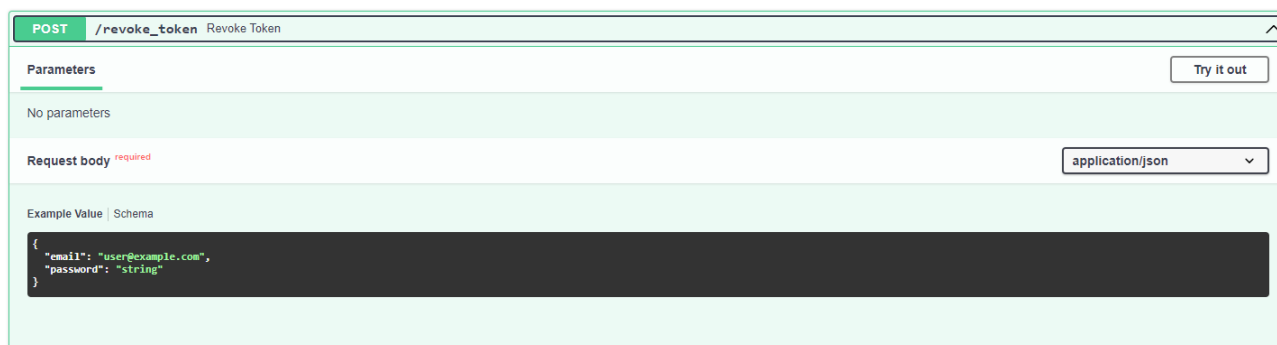 POST /revoke_token Revoke Token
Parameters
Try it out
No parameters
Request body required
application/json
Example Value | Schema
{
"email": "user@example.com",
"password": "string"
}